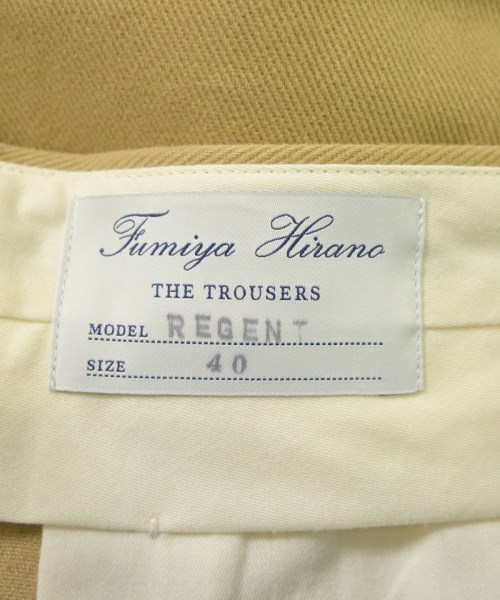 Fumiya Hirano
THE TROUSERS
MODEL REGENT
SIZE 40